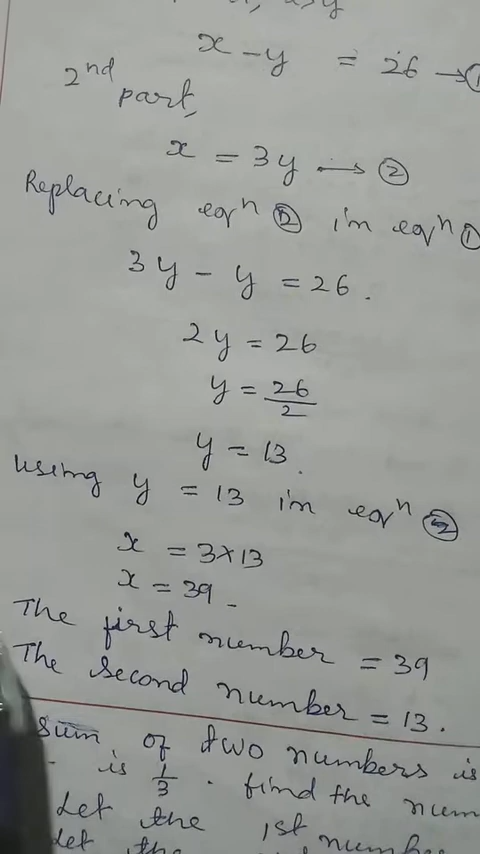 x - y = 26 → ①
2nd part,
x = 3y → ②
Replacing eqn ② in eqn ①
3y - y = 26.
2y = 26
y = 26/2
y = 13.
using y = 13 in eqn ②
x = 3×13
x = 39
The first number = 39
The second number = 13.
sum of two numbers is
is 1/3. find the
Let the 1st
Let the